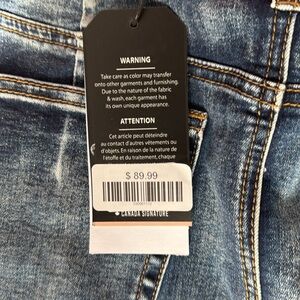 WARNING
Take care as color may transfer
onto other garments and furnishing.
Due to the nature of the fabric
& wash, each garment has
its own unique appearance.
ATTENTION
Cet article peut déteindre
au contact d'autres vêtements ou
d'objets. En raison de la nature de
l'étoffe et du traitement, chaque
$ 89.99
CANADA SIGNATURE